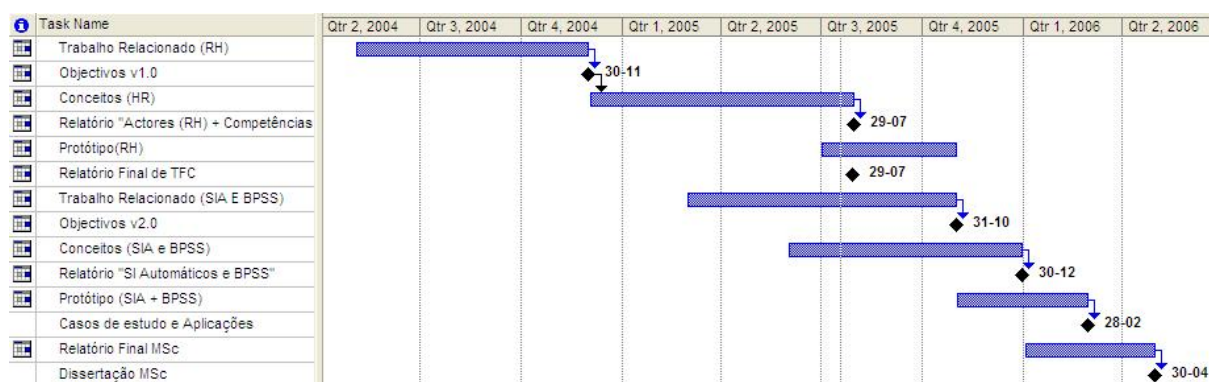 Task Name Qtr 2, 2004 Qtr 3, 2004 Qtr 4, 2004 Qtr 1, 2005 Qtr 2, 2005 Qtr 3, 2005 Qtr 4, 2005 Qtr 1, 2006 Qtr 2, 2006
Trabalho Relacionado (RH)
Objectivos v1.0 30-11
Conceitos (HR)
Relatório "Actores (RH) + Competências 29-07
Protótipo(RH)
Relatório Final de TFC 29-07
Trabalho Relacionado (SIA E BPSS)
Objectivos v2.0 31-10
Conceitos (SIA e BPSS)
Relatório "SI Automáticos e BPSS" 30-12
Protótipo (SIA + BPSS)
Casos de estudo e Aplicações 28-02
Relatório Final MSc
Dissertação MSc 30-04